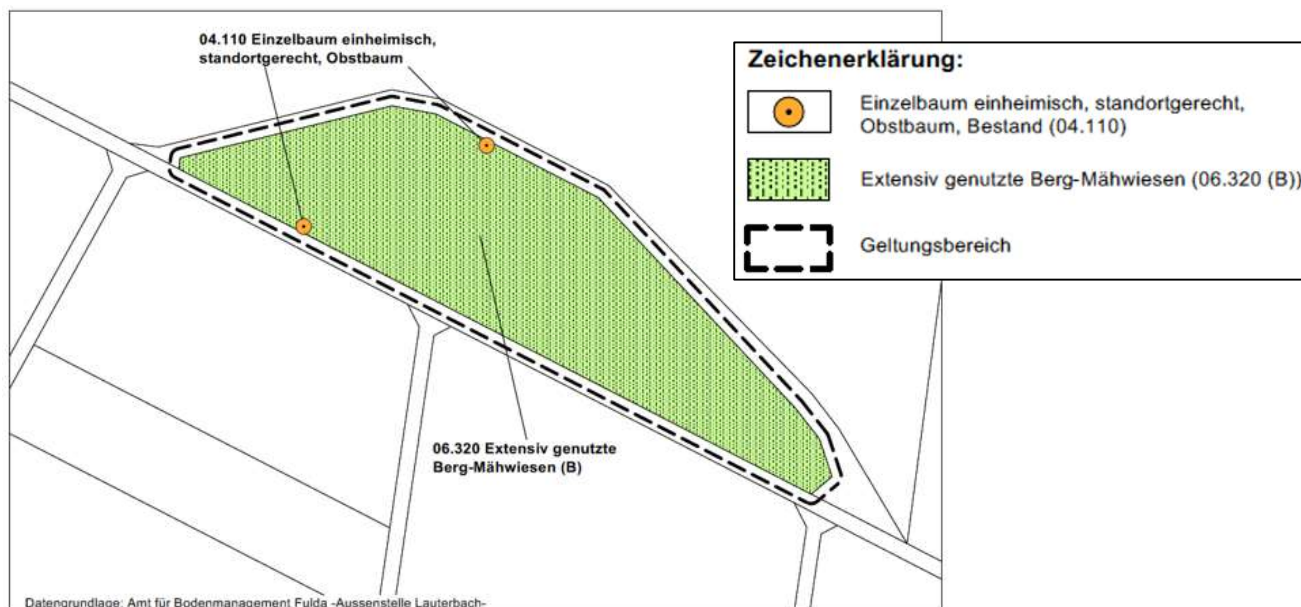 04.110 Einzelbaum einheimisch,
standortgerecht, Obstbaum
Zeichenerklärung:
Einzelbaum einheimisch, standortgerecht,
Obstbaum, Bestand (04.110)
Extensiv genutzte Berg-Mähwiesen (06.320 (B))
Geltungsbereich
06.320 Extensiv genutzte
Berg-Mähwiesen (B)
Datengrundlage: Amt für Bodenmanagement Fulda -Aussenstelle Lauterbach-